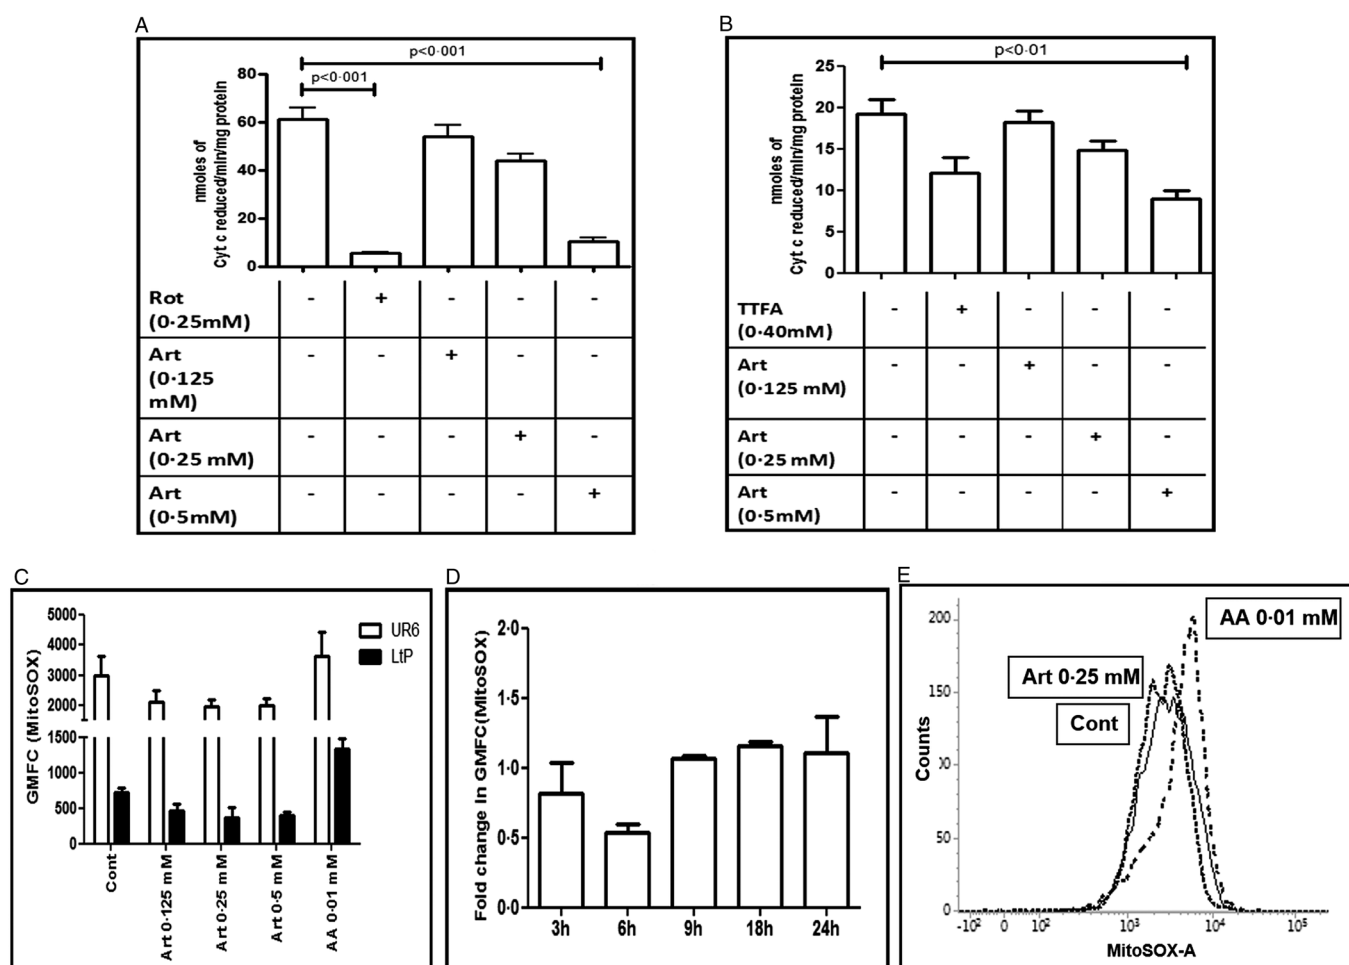 A
p<0·001
p<0·001
80
60
40
20
0
nmoles of
Cyt c reduced/min/mg protein
Rot
(0·25mM)
- + - - -
Art
(0·125
mM)
- - + - -
Art
(0·25 mM)
- - - + -
Art
(0·5mM)
- - - - +
B
p<0·01
25
20
15
10
5
0
nmoles of
Cyt c reduced/min/mg protein
TTFA
(0·40mM)
- + - - -
Art
(0·125 mM)
- - + - -
Art
(0·25 mM)
- - - + -
Art
(0·5mM)
- - - - +
C
GMFC (MitoSOX)
5000
4000
3000
2000
1500
1000
500
0
UR6
LtP
Cont
Art 0·125 mM
Art 0·25 mM
Art 0·5 mM
AA 0·01 mM
D
Fold change In GMFC(MitoSOX)
2·0
1·5
1·0
0·5
0·0
3h 6h 9h 18h 24h
E
AA 0·01 mM
Art 0·25 mM
Cont
Counts
200
150
00
50
0
-10² 0 10² 10³ 10⁴ 10⁵
MitoSOX-A